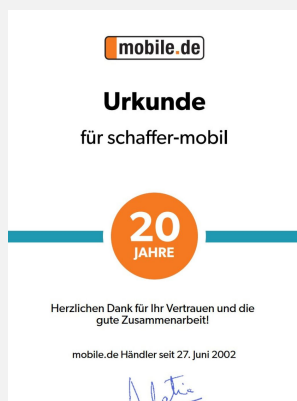 mobile.de
Urkunde
für schaffer-mobil
20
JAHRE
Herzlichen Dank für Ihr Vertrauen und die
gute Zusammenarbeit!
mobile.de Händler seit 27. Juni 2002